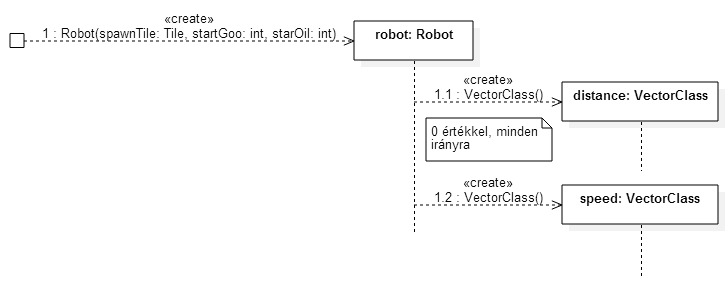 «create»
1 : Robot(spawnTile: Tile, startGoo: int, starOil: int)
robot: Robot
«create»
1.1 : VectorClass()
distance: VectorClass
0 értékkel, minden
irányra
«create»
1.2 : VectorClass()
speed: VectorClass